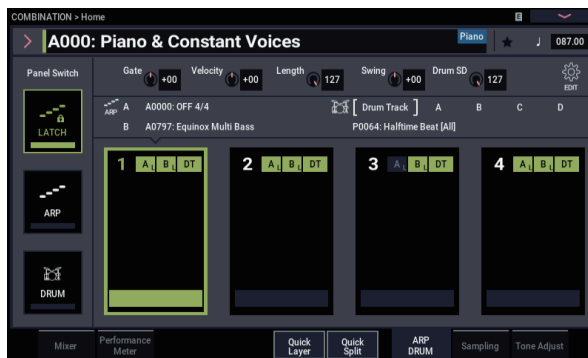 COMBINATION > Home E
A000: Piano & Constant Voices Piano ♩ 087.00
Panel Switch
Gate +00 Velocity +00 Length 127 Swing +00 Drum SD 127
EDIT
ARP A A0000: OFF 4/4 [ Drum Track ] A B C D
B A0797: Equinox Multi Bass P0064: Halftime Beat [All]
LATCH
ARP
DRUM
1 A L B L DT 2 A L B L DT 3 A L B L DT 4 A L B L DT
Mixer Performance Meter Quick Layer Quick Split ARP DRUM Sampling Tone Adjust